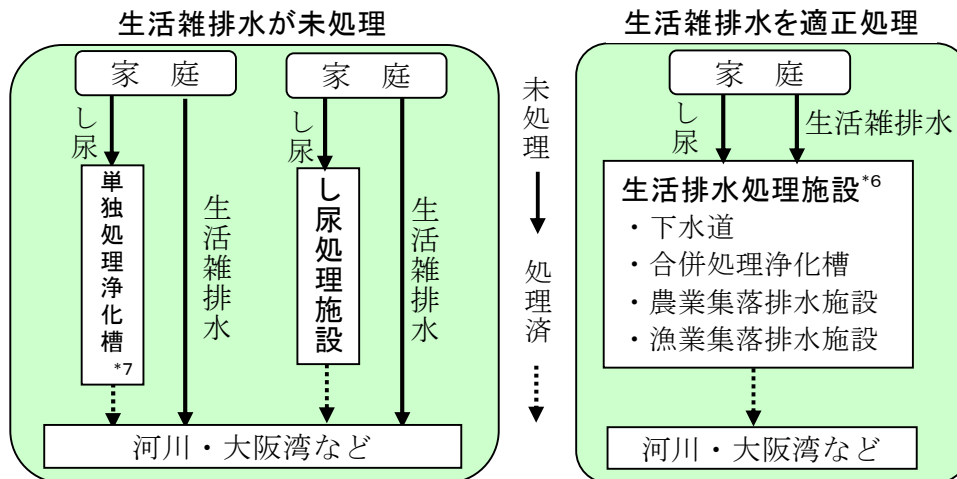 生活雑排水が未処理
家　庭
し尿
単独処理浄化槽
*7
生活雑排水
家　庭
し尿
し尿処理施設
生活雑排水
河川・大阪湾など
未処理
処理済
生活雑排水を適正処理
家　庭
し尿
生活雑排水
生活排水処理施設*6
・下水道
・合併処理浄化槽
・農業集落排水施設
・漁業集落排水施設
河川・大阪湾など